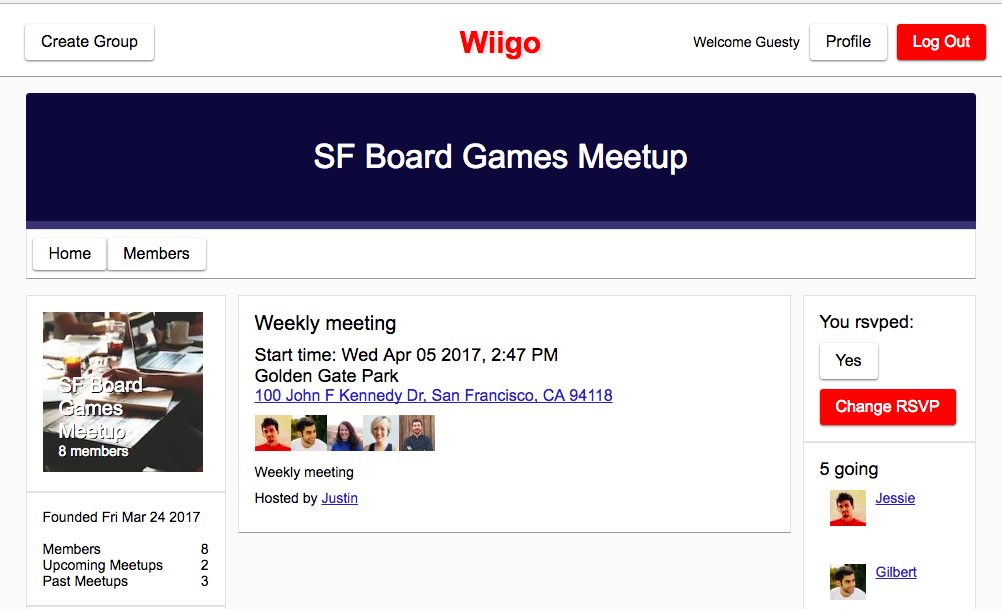 Create Group
Wiigo
Welcome Guesty
Profile
Log Out
SF Board Games Meetup
Home
Members
SF Board
Games
Meetup
8 members
Founded Fri Mar 24 2017
Members 8
Upcoming Meetups 2
Past Meetups 3
Weekly meeting
Start time: Wed Apr 05 2017, 2:47 PM
Golden Gate Park
100 John F Kennedy Dr, San Francisco, CA 94118
Weekly meeting
Hosted by Justin
You rsvped:
Yes
Change RSVP
5 going
Jessie
Gilbert